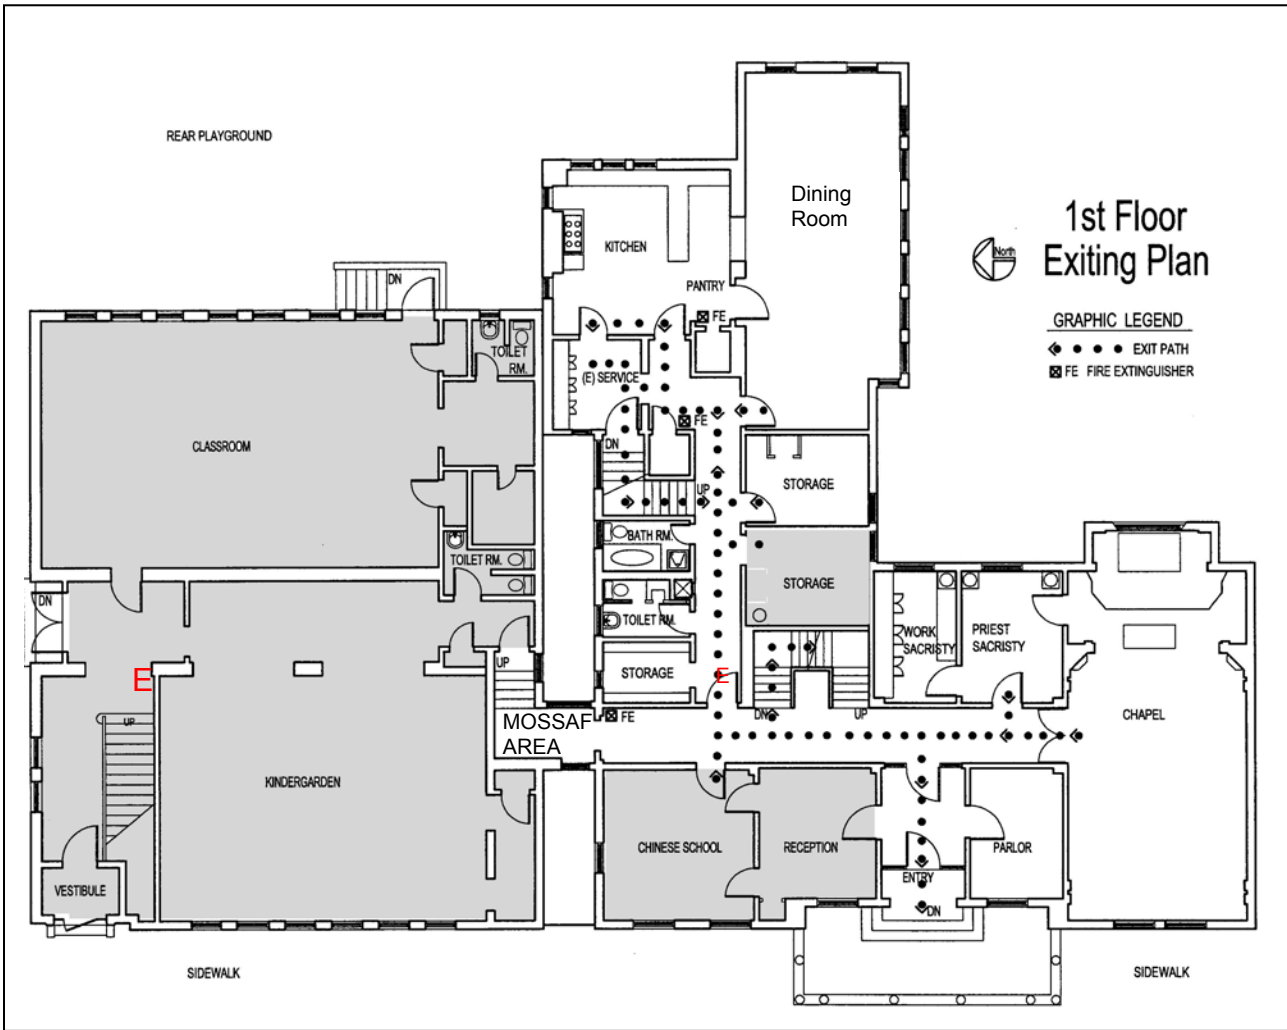 REAR PLAYGROUND
Dining
Room
1st Floor
Exiting Plan
North
KITCHEN
DN
PANTRY
GRAPHIC LEGEND
EXIT PATH
FE FIRE EXTINGUISHER
FE
TOILET
RM.
(E) SERVICE
FE
CLASSROOM
DN
UP
STORAGE
BATH RM.
TOILET RM.
STORAGE
DN
TOILET RM.
WORK
SACRISTY
PRIEST
SACRISTY
E
UP
STORAGE
E
UP
MOSSAF
AREA
FE
DN
UP
CHAPEL
KINDERGARDEN
CHINESE SCHOOL
RECEPTION
PARLOR
VESTIBULE
ENTRY
DN
SIDEWALK
SIDEWALK